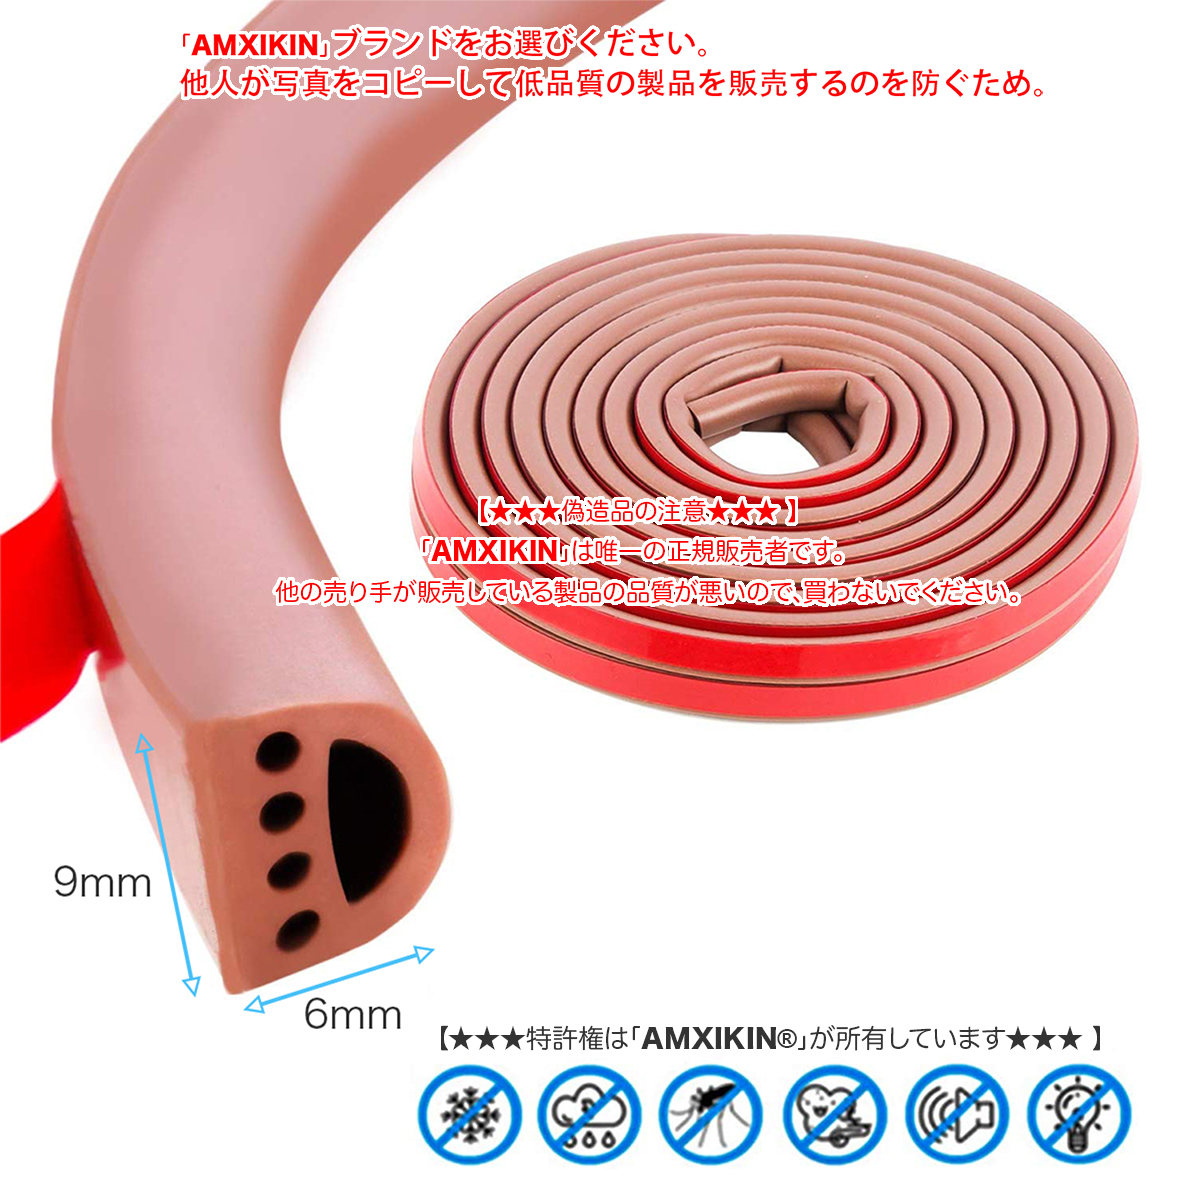 「AMXIKIN」ブランドをお選びください。
他人が写真をコピーして低品質の製品を販売するのを防ぐため。
【★★★偽造品の注意★★★ 】
「AMXIKIN」は唯一の正規販売者です。
他の売り手が販売している製品の品質が悪いので、買わないでください。
9mm
6mm
【★★★特許権は「AMXIKIN®」が所有しています★★★ 】